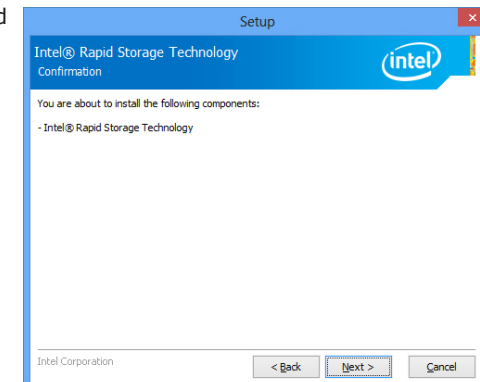 d
Setup
Intel® Rapid Storage Technology
Confirmation
intel
You are about to install the following components:
- Intel® Rapid Storage Technology
Intel Corporation
< Back Next > Cancel